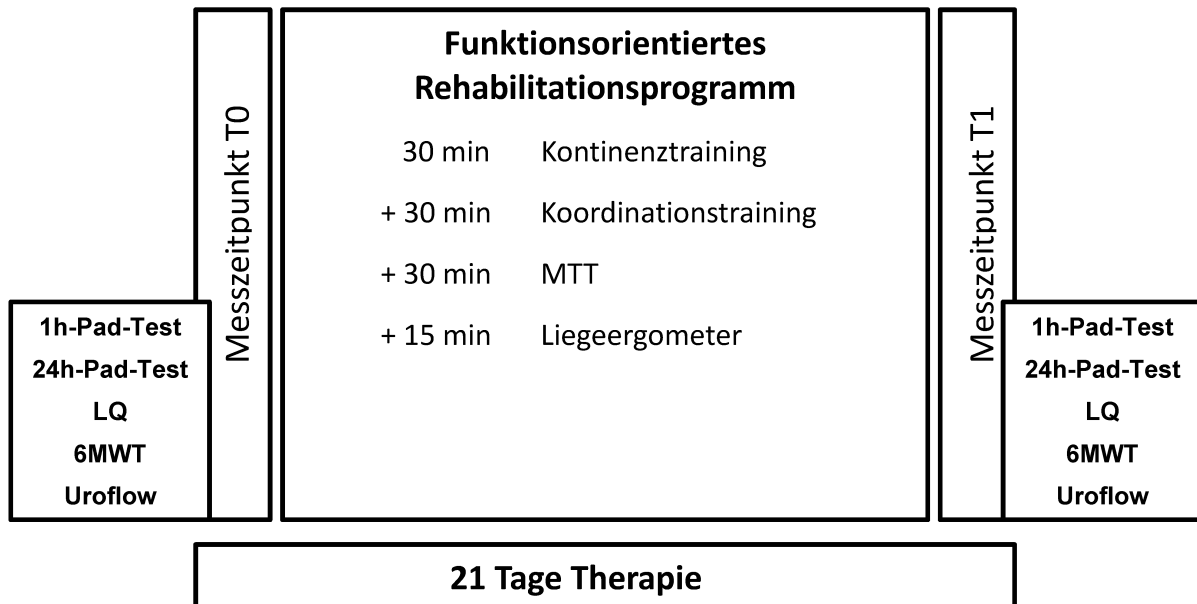 Messzeitpunkt T0
1h-Pad-Test
24h-Pad-Test
LQ
6MWT
Uroflow
Funktionsorientiertes
Rehabilitationsprogramm
30 min Kontinenztraining
+ 30 min Koordinationstraining
+ 30 min MTT
+ 15 min Liegeergometer
Messzeitpunkt T1
1h-Pad-Test
24h-Pad-Test
LQ
6MWT
Uroflow
21 Tage Therapie